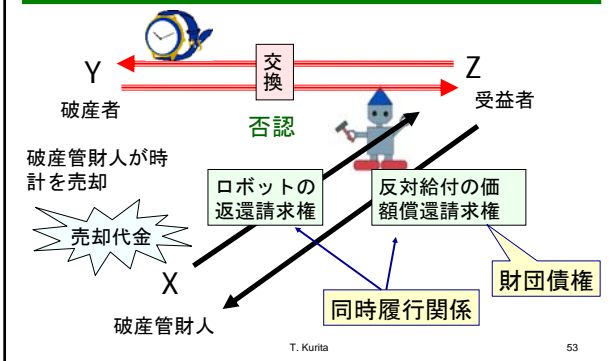 Y
破産者
交
換
Z
受益者
否認
破産管財人が時
計を売却
売却代金
ロボットの
返還請求権
反対給付の価
額償還請求権
X
破産管財人
同時履行関係
財団債権
T. Kurita
53